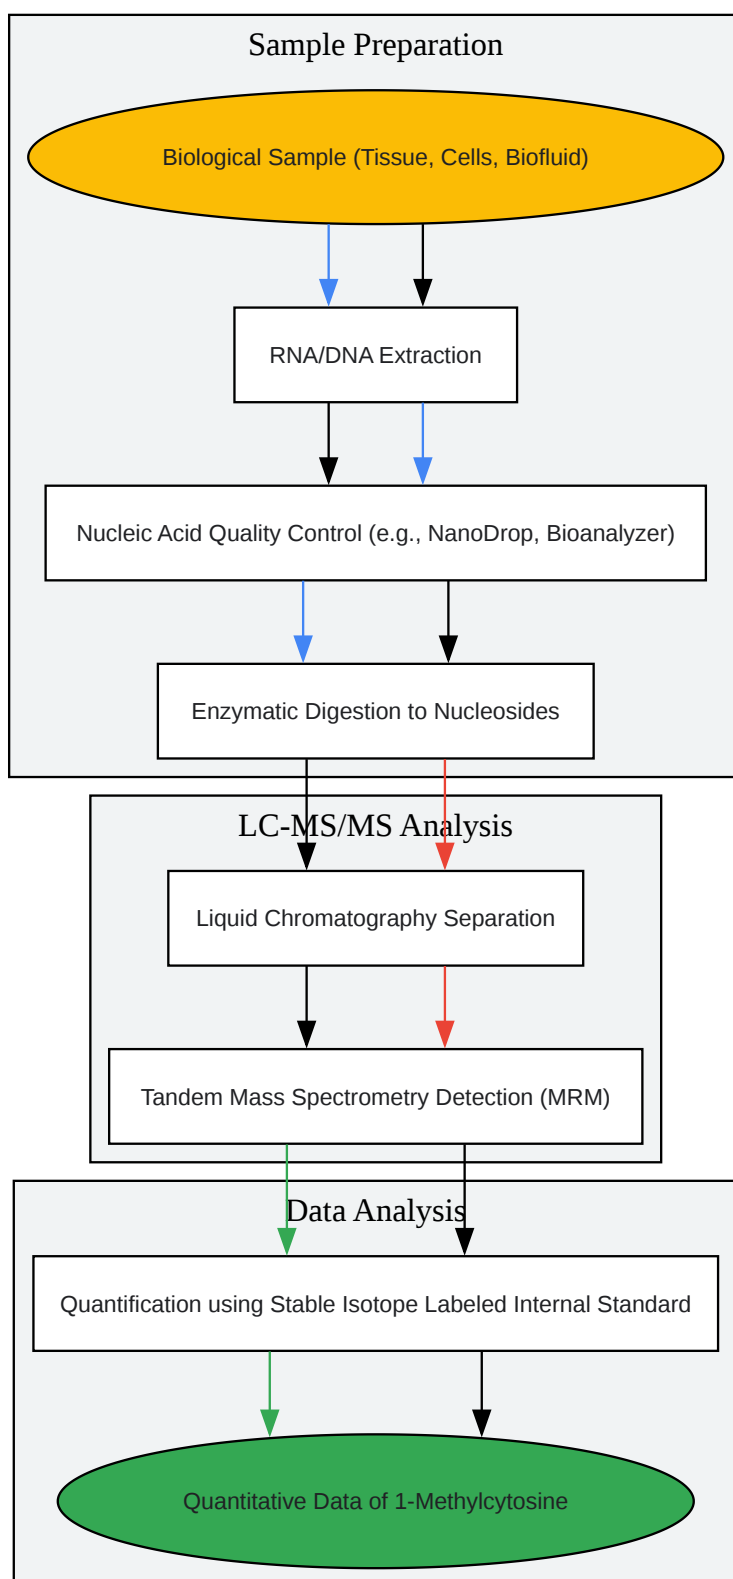 Sample Preparation
Biological Sample (Tissue, Cells, Biofluid)
RNA/DNA Extraction
Nucleic Acid Quality Control (e.g., NanoDrop, Bioanalyzer)
Enzymatic Digestion to Nucleosides
LC-MS/MS Analysis
Liquid Chromatography Separation
Tandem Mass Spectrometry Detection (MRM)
Data Analysis
Quantification using Stable Isotope Labeled Internal Standard
Quantitative Data of 1-Methylcytosine